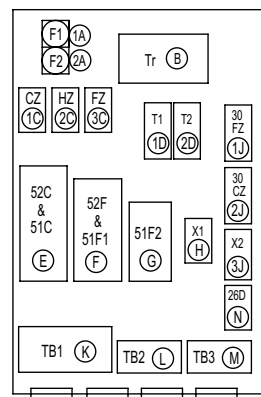 F1 1A
F2 2A
Tr B
CZ HZ FZ
1C 2C 3C
T1 T2
1D 2D
30
FZ
1J
30
CZ
2J
52C
&
51C
E
52F
&
51F1
F
51F2
G
X1
H
X2
3J
26D
N
TB1 K
TB2 L
TB3 M